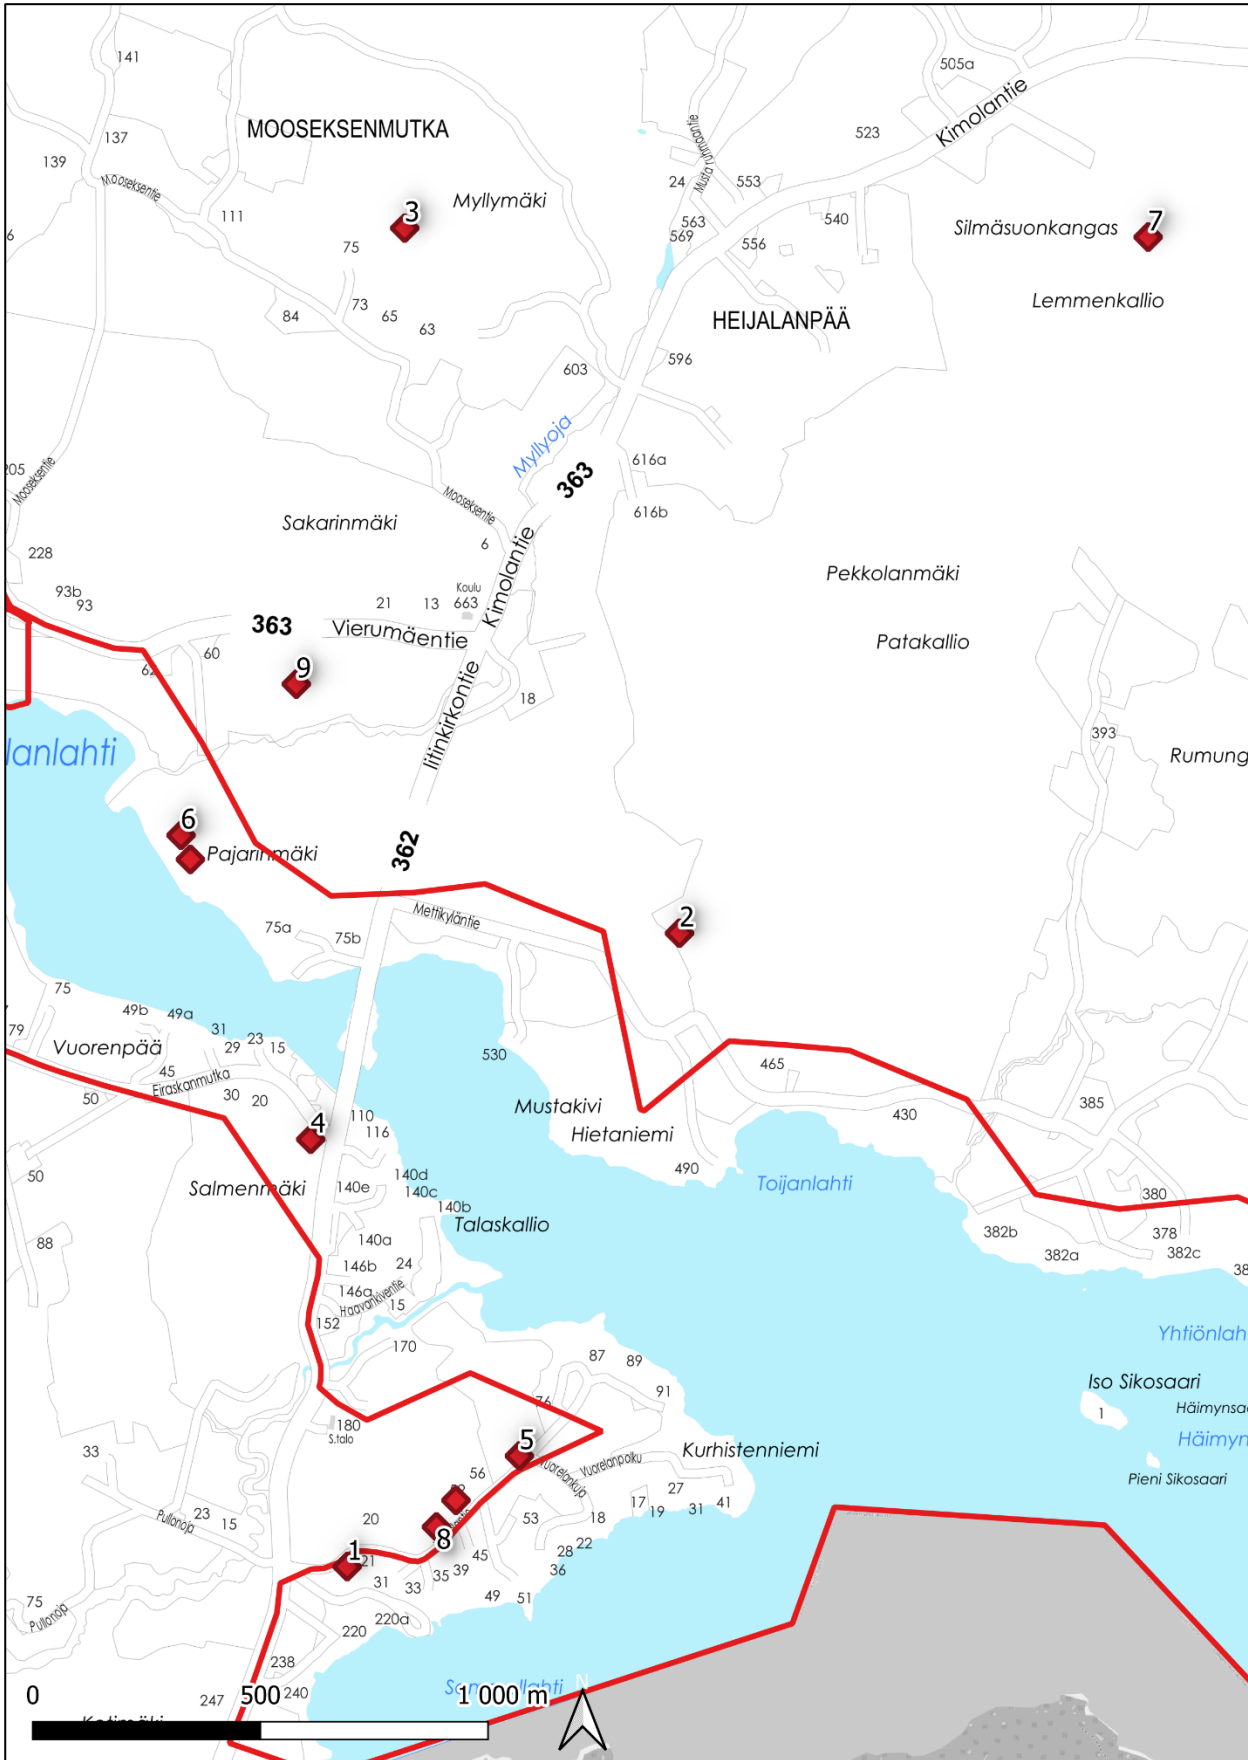 141
505a
Kimolantie
MOOSEKSENMUTKA
137
523
139
Mooseksentie
24
553
Myllymäki
3
111
563
540
7
569
556
Silmäsuonkangas
6
75
Lemmenkallio
73
84
65
63
HEIJALANPÄÄ
596
603
Myllyoja
616a
Mooseksentie
363
Mooseksentie
616b
Sakarinmäki
6
228
Kimolantie
Pekkolanmäki
93b
93
Koulu
21
13
663
363
Vierumäentie
60
Patakallio
62
9
Iitinkirkontie
18
393
lanlahti
Rumung
6
Pajarinmäki
362
Mettikyläntie
2
75a
75b
75
49b
49a
31
23
79
29
15
Vuorenpää
530
45
465
Eiraskanmutka
50
30
20
Mustakivi
385
4
110
430
116
Hietaniemi
50
140d
490
Salmenmäki
140e
140c
Toijanlahti
380
140b
Talaskallio
382b
378
88
140a
382a
382c
146b
24
38
146a
Haavankiventie
15
152
Yhtiönlah
170
87
89
Iso Sikosaari
91
76
1
180
S.talo
5
Kurhistenniemi
Häimyn
33
56
Vuorelankuja
Vuorelanpolku
Pieni Sikosaari
27
17
31
41
23
20
53
18
19
Pullonoja
15
8
22
1
21
45
28
35
39
36
31
33
75
49
51
Pullonoja
220a
220
238
0
500
1 000 m
247
240
N